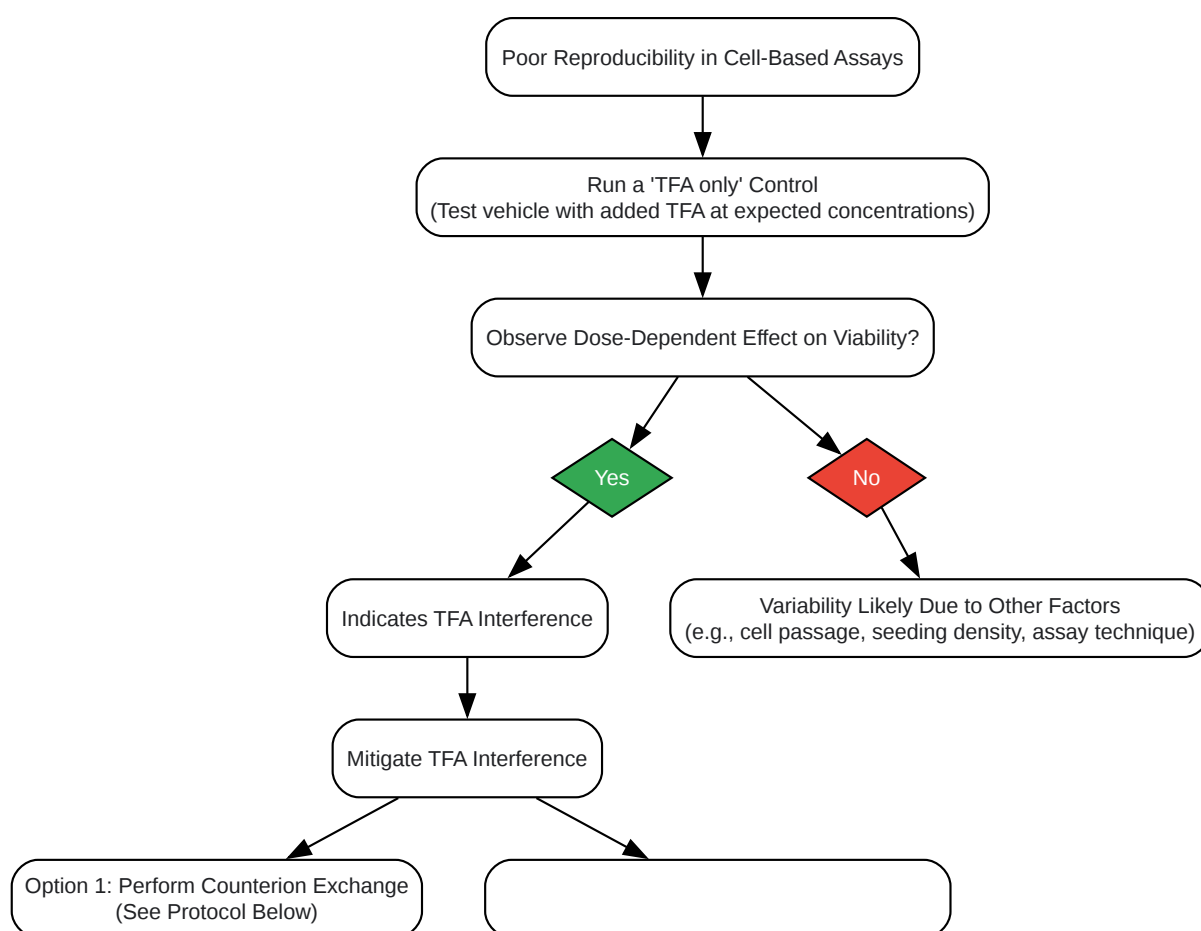 Poor Reproducibility in Cell-Based Assays
Run a 'TFA only' Control
(Test vehicle with added TFA at expected concentrations)
Observe Dose-Dependent Effect on Viability?
Yes
No
Indicates TFA Interference
Variability Likely Due to Other Factors
(e.g., cell passage, seeding density, assay technique)
Mitigate TFA Interference
Option 1: Perform Counterion Exchange
(See Protocol Below)